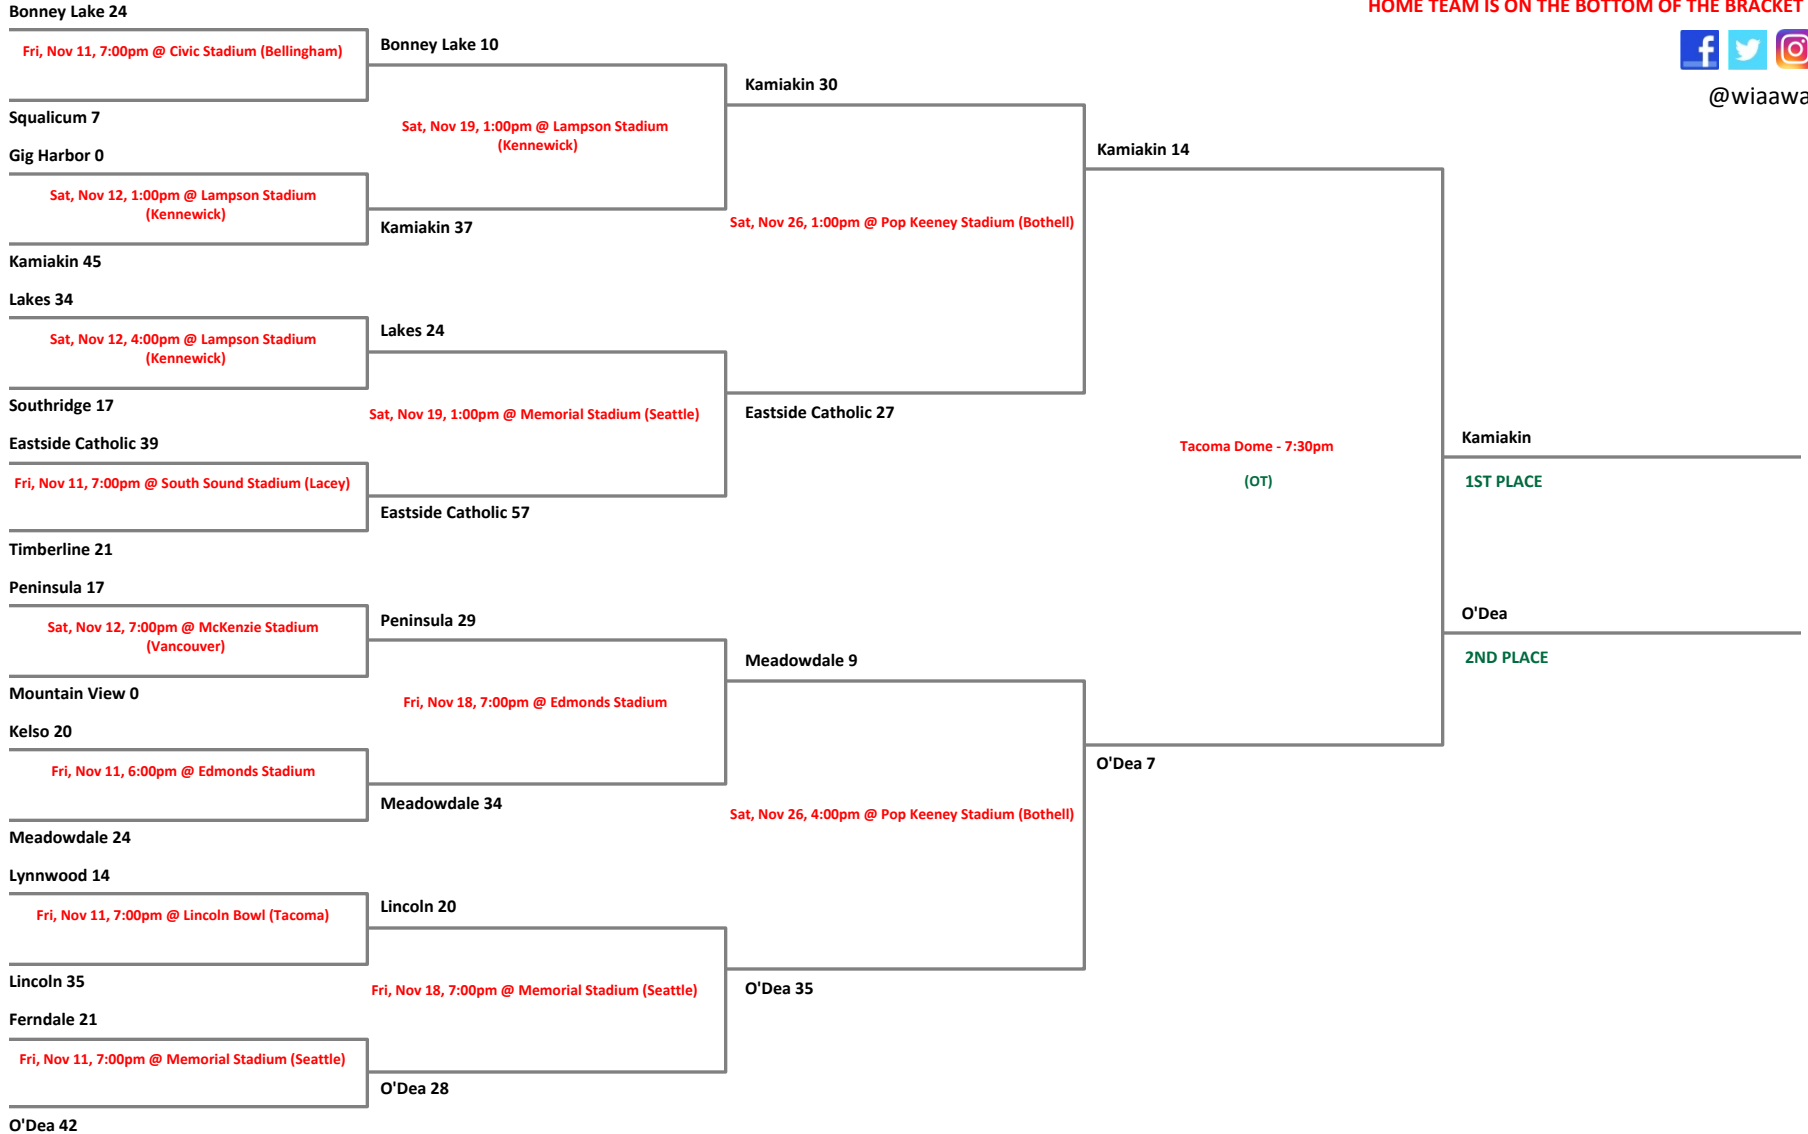 HOME TEAM IS ON THE BOTTOM OF THE BRACKET
@wiaawa
Bonney Lake 24
Fri, Nov 11, 7:00pm @ Civic Stadium (Bellingham)
Squalicum 7
Gig Harbor 0
Sat, Nov 12, 1:00pm @ Lampson Stadium
(Kennewick)
Kamiakin 45
Lakes 34
Sat, Nov 12, 4:00pm @ Lampson Stadium
(Kennewick)
Southridge 17
Eastside Catholic 39
Fri, Nov 11, 7:00pm @ South Sound Stadium (Lacey)
Timberline 21
Peninsula 17
Sat, Nov 12, 7:00pm @ McKenzie Stadium
(Vancouver)
Mountain View 0
Kelso 20
Fri, Nov 11, 6:00pm @ Edmonds Stadium
Meadowdale 24
Lynnwood 14
Fri, Nov 11, 7:00pm @ Lincoln Bowl (Tacoma)
Lincoln 35
Ferndale 21
Fri, Nov 11, 7:00pm @ Memorial Stadium (Seattle)
O'Dea 42
Bonney Lake 10
Sat, Nov 19, 1:00pm @ Lampson Stadium
(Kennewick)
Kamiakin 37
Lakes 24
Sat, Nov 19, 1:00pm @ Memorial Stadium (Seattle)
Eastside Catholic 57
Peninsula 29
Fri, Nov 18, 7:00pm @ Edmonds Stadium
Meadowdale 34
Lincoln 20
Fri, Nov 18, 7:00pm @ Memorial Stadium (Seattle)
O'Dea 28
Kamiakin 30
Sat, Nov 26, 1:00pm @ Pop Keeney Stadium (Bothell)
Eastside Catholic 27
Meadowdale 9
Sat, Nov 26, 4:00pm @ Pop Keeney Stadium (Bothell)
O'Dea 35
Kamiakin 14
Tacoma Dome - 7:30pm
(OT)
O'Dea 7
Kamiakin
1ST PLACE
O'Dea
2ND PLACE